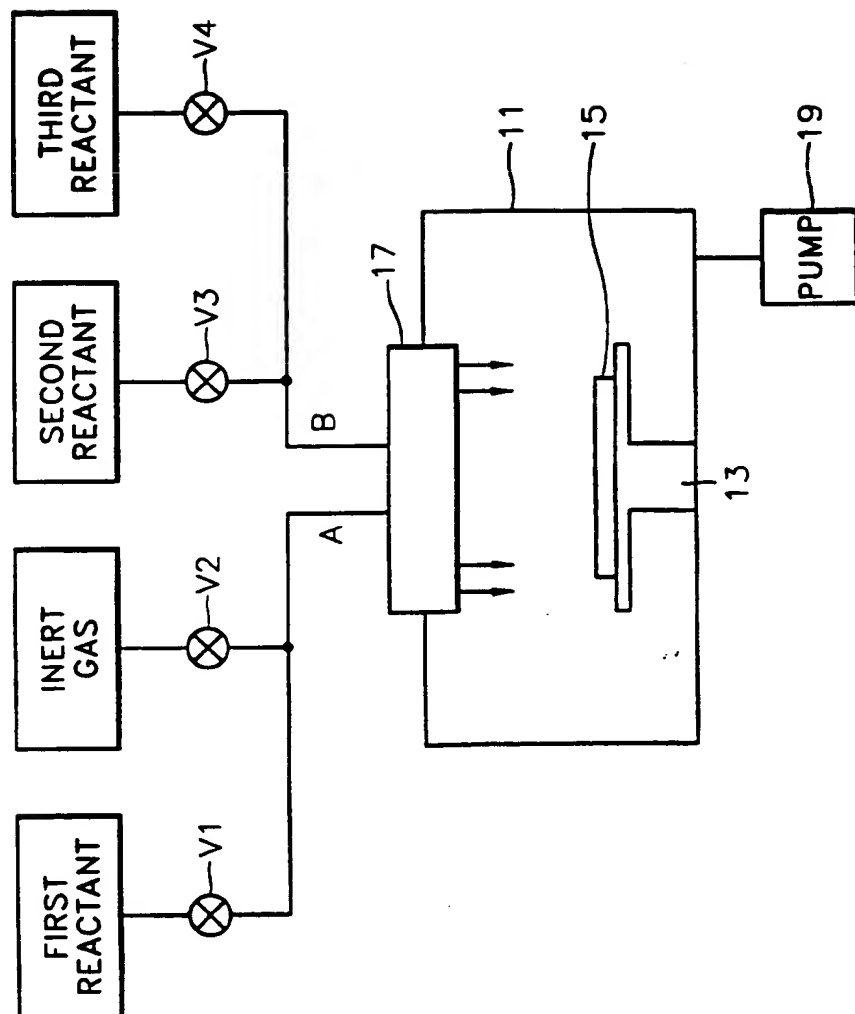 FIRST
REACTANT
INERT
GAS
SECOND
REACTANT
THIRD
REACTANT
V1
V2
V3
V4
A
B
17
11
15
13
PUMP
19